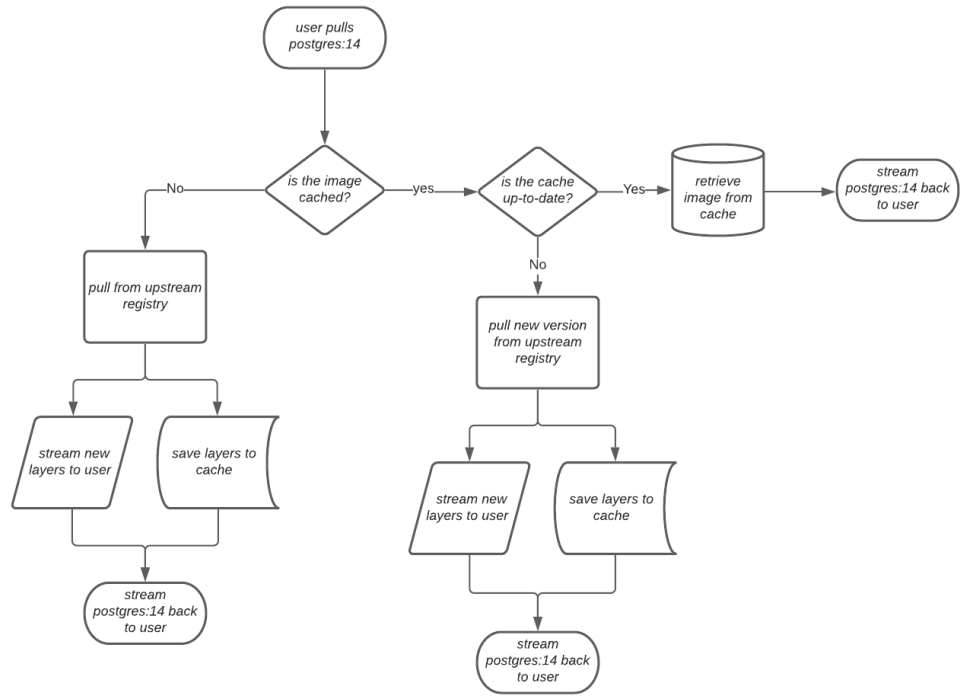 user pulls
postgres:14
is the image
cached?
No
yes
is the cache
up-to-date?
Yes
retrieve
image from
cache
stream
postgres:14 back
to user
No
pull from upstream
registry
pull new version
from upstream
registry
stream new
layers to user
save layers to
cache
stream new
layers to user
save layers to
cache
stream
postgres:14 back
to user
stream
postgres:14 back
to user